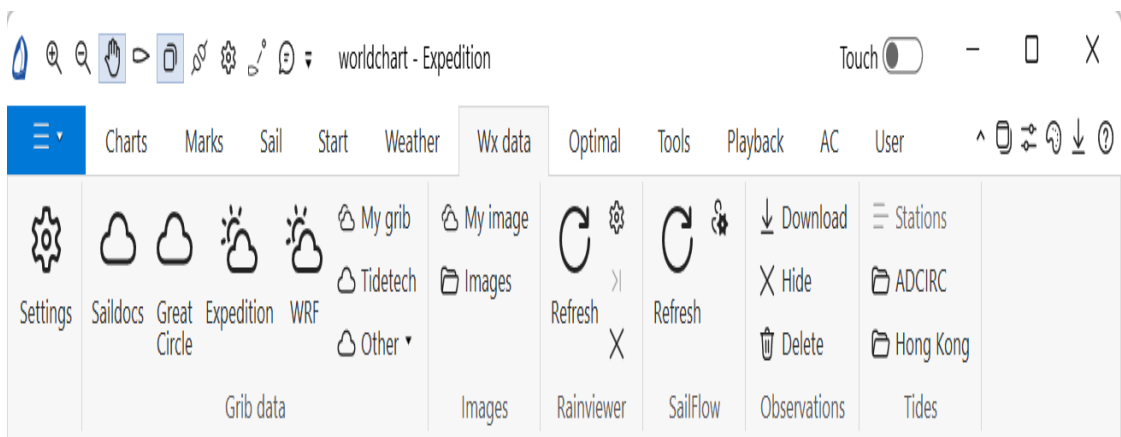 worldchart - Expedition
Touch
Charts Marks Sail Start Weather Wx data Optimal Tools Playback AC User
Settings
Saildocs
Great
Circle
Expedition
WRF
My grib
Tidetech
Other
Grib data
My image
Images
Images
Refresh
Rainviewer
Refresh
SailFlow
Download
Hide
Delete
Observations
Stations
ADCIRC
Hong Kong
Tides